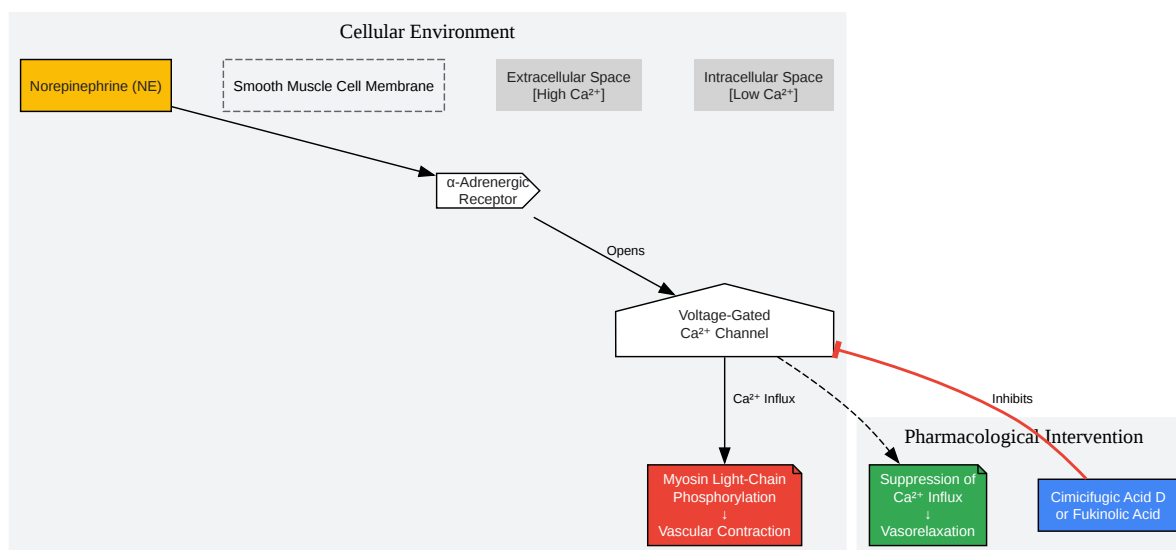 Cellular Environment
Norepinephrine (NE)
Smooth Muscle Cell Membrane
Extracellular Space
[High Ca²⁺]
Intracellular Space
[Low Ca²⁺]
α-Adrenergic
Receptor
Opens
Voltage-Gated
Ca²⁺ Channel
Ca²⁺ Influx
Inhibits
Pharmacological Intervention
Myosin Light-Chain
Phosphorylation
↓
Vascular Contraction
Suppression of
Ca²⁺ Influx
↓
Vasorelaxation
Cimicifugic Acid D
or Fukinolic Acid